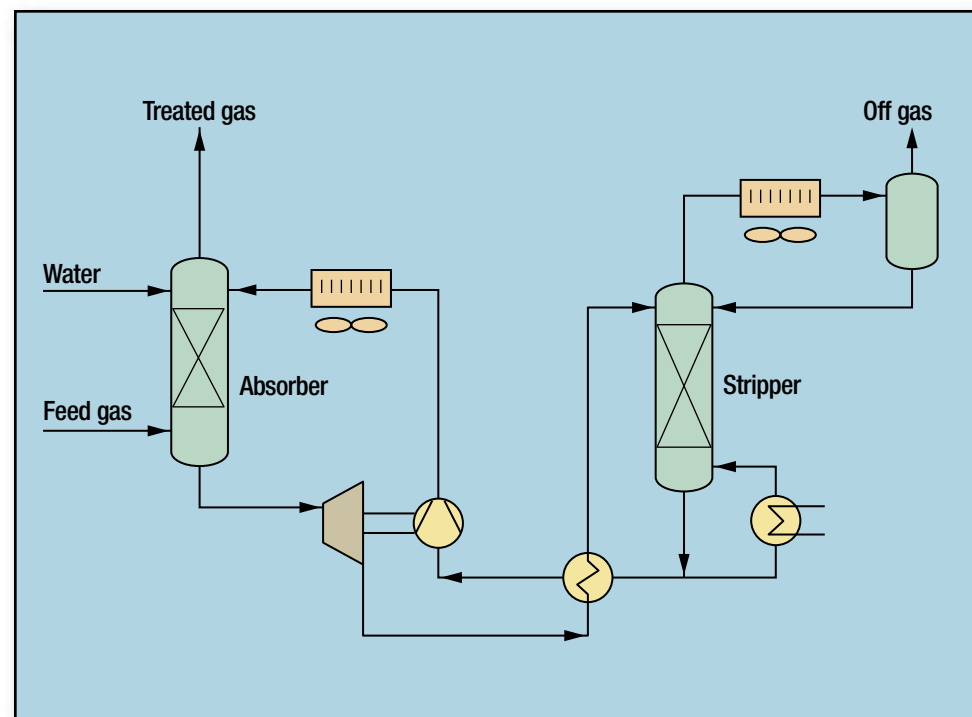 Treated gas
Off gas
Water
Absorber
Stripper
Feed gas